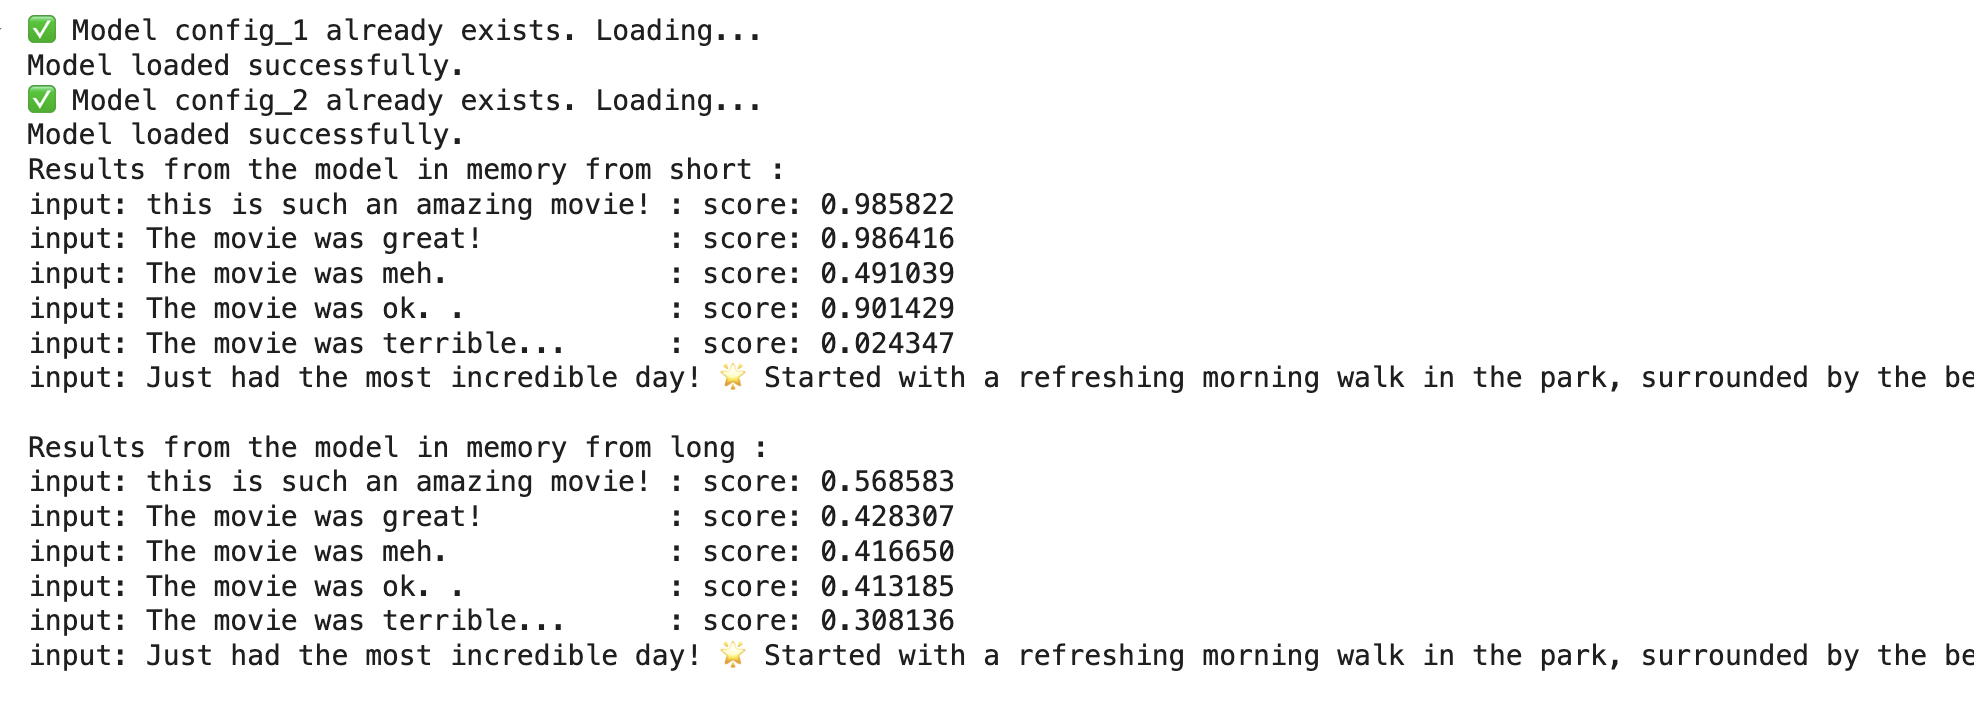 ✅ Model config_1 already exists. Loading...
Model loaded successfully.
✅ Model config_2 already exists. Loading...
Model loaded successfully.
Results from the model in memory from short :
input: this is such an amazing movie! : score: 0.985822
input: The movie was great!           : score: 0.986416
input: The movie was meh.             : score: 0.491039
input: The movie was ok. .            : score: 0.901429
input: The movie was terrible...      : score: 0.024347
input: Just had the most incredible day! 🌟 Started with a refreshing morning walk in the park, surrounded by the be
Results from the model in memory from long :
input: this is such an amazing movie! : score: 0.568583
input: The movie was great!           : score: 0.428307
input: The movie was meh.             : score: 0.416650
input: The movie was ok. .            : score: 0.413185
input: The movie was terrible...      : score: 0.308136
input: Just had the most incredible day! 🌟 Started with a refreshing morning walk in the park, surrounded by the be